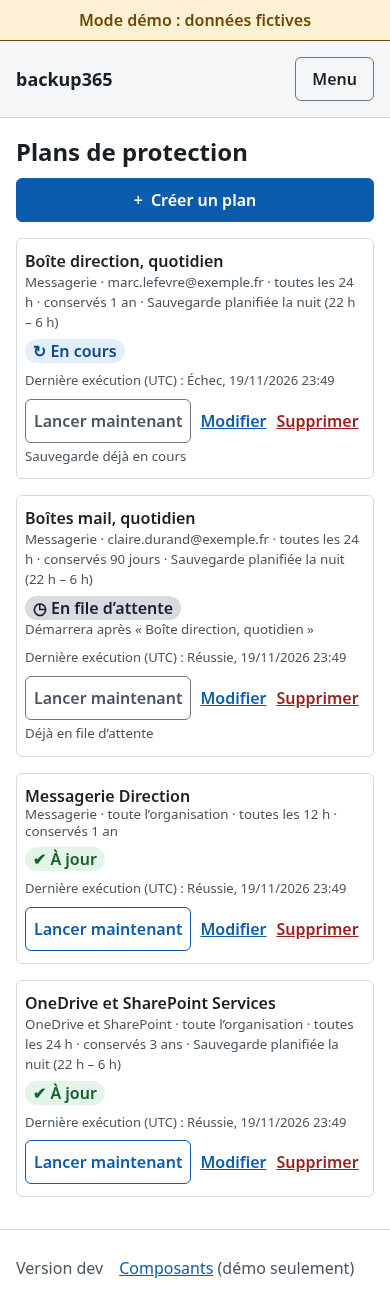 Mode démo : données fictives
backup365
Menu
Plans de protection
+ Créer un plan
Boîte direction, quotidien
Messagerie · marc.lefevre@exemple.fr · toutes les 24
h · conservés 1 an · Sauvegarde planifiée la nuit (22 h
– 6 h)
↻ En cours
Dernière exécution (UTC) : Échec, 19/11/2026 23:49
Lancer maintenant Modifier Supprimer
Sauvegarde déjà en cours
Boîtes mail, quotidien
Messagerie · claire.durand@exemple.fr · toutes les 24
h · conservés 90 jours · Sauvegarde planifiée la nuit
(22 h – 6 h)
◷ En file d’attente
Démarrera après « Boîte direction, quotidien »
Dernière exécution (UTC) : Réussie, 19/11/2026 23:49
Lancer maintenant Modifier Supprimer
Déjà en file d’attente
Messagerie Direction
Messagerie · toute l’organisation · toutes les 12 h ·
conservés 1 an
✔ À jour
Dernière exécution (UTC) : Réussie, 19/11/2026 23:49
Lancer maintenant Modifier Supprimer
OneDrive et SharePoint Services
OneDrive et SharePoint · toute l’organisation · toutes
les 24 h · conservés 3 ans · Sauvegarde planifiée la
nuit (22 h – 6 h)
✔ À jour
Dernière exécution (UTC) : Réussie, 19/11/2026 23:49
Lancer maintenant Modifier Supprimer
Version dev Composants (démo seulement)